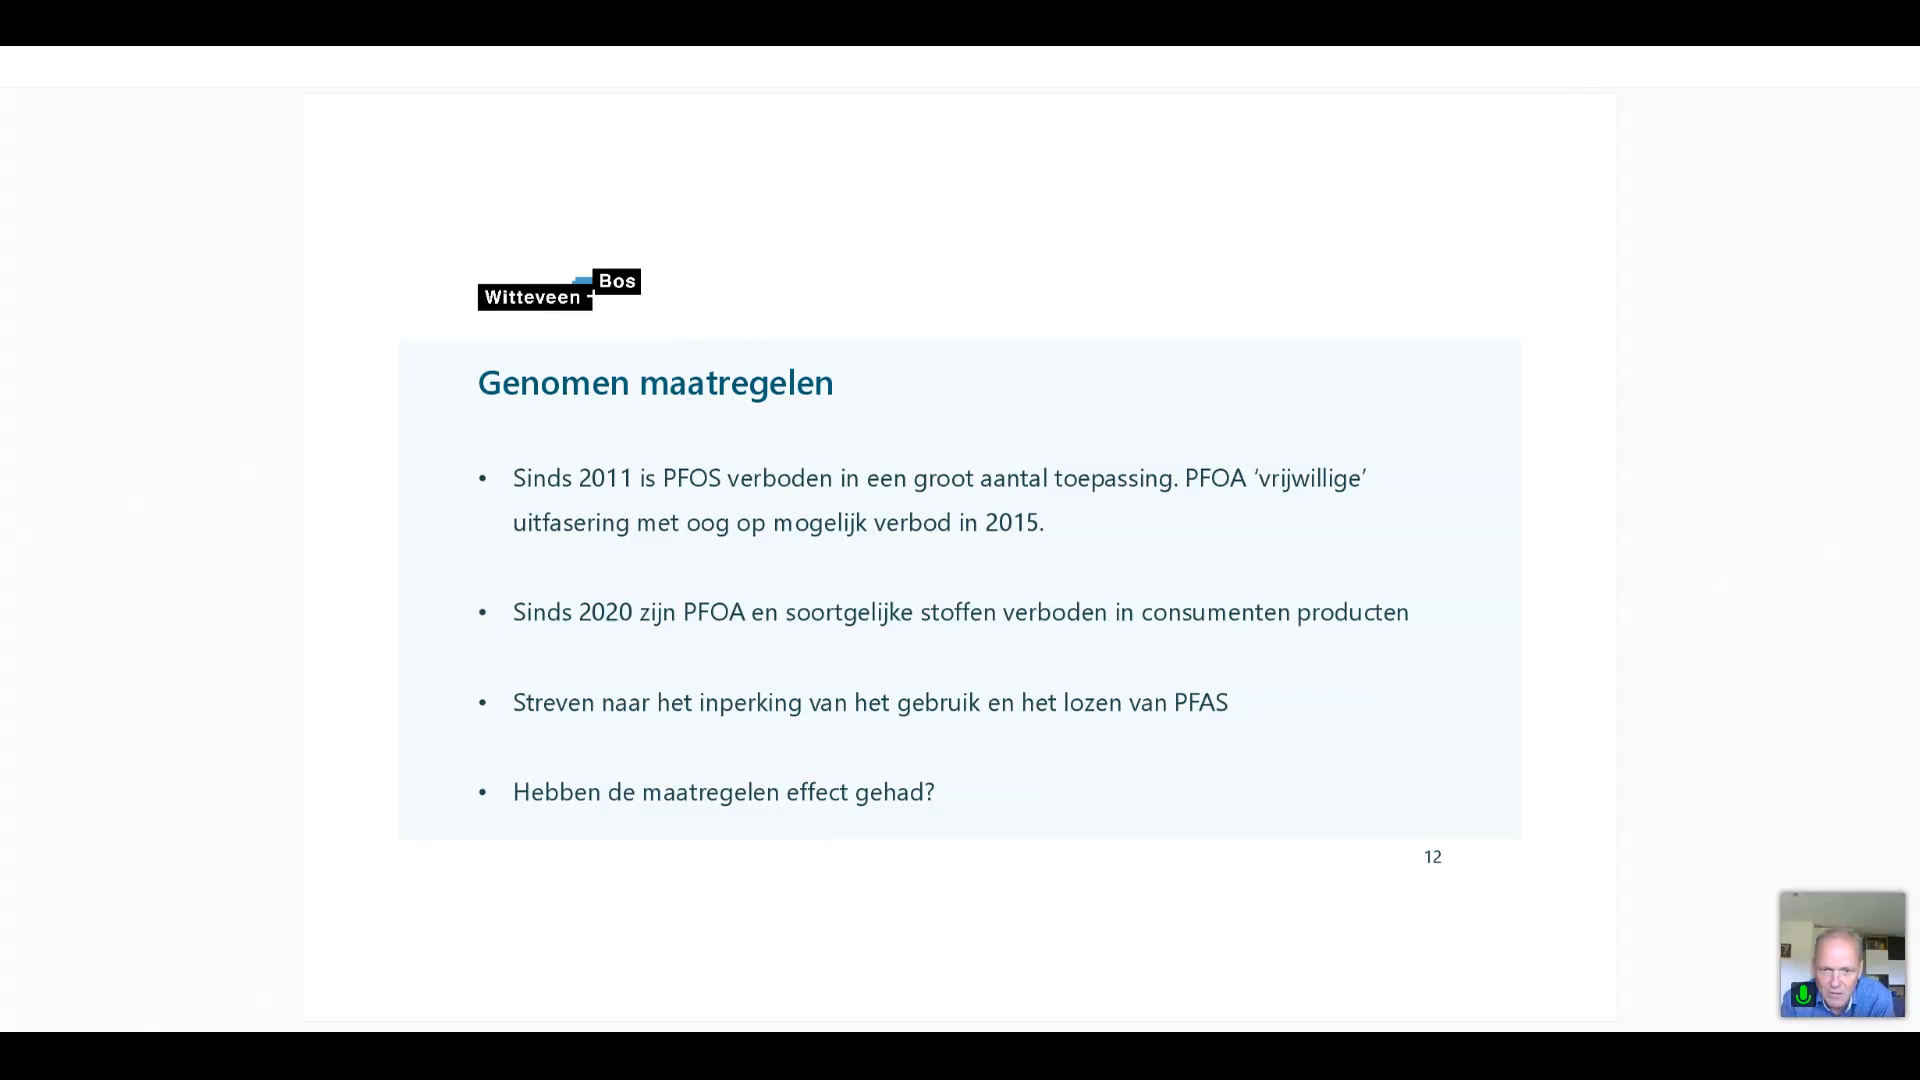 Witteveen + Bos
Genomen maatregelen
• Sinds 2011 is PFOS verboden in een groot aantal toepassing. PFOA ‘vrijwillige’
uitfasering met oog op mogelijk verbod in 2015.
• Sinds 2020 zijn PFOA en soortgelijke stoffen verboden in consumenten producten
• Streven naar het inperking van het gebruik en het lozen van PFAS
• Hebben de maatregelen effect gehad?
12